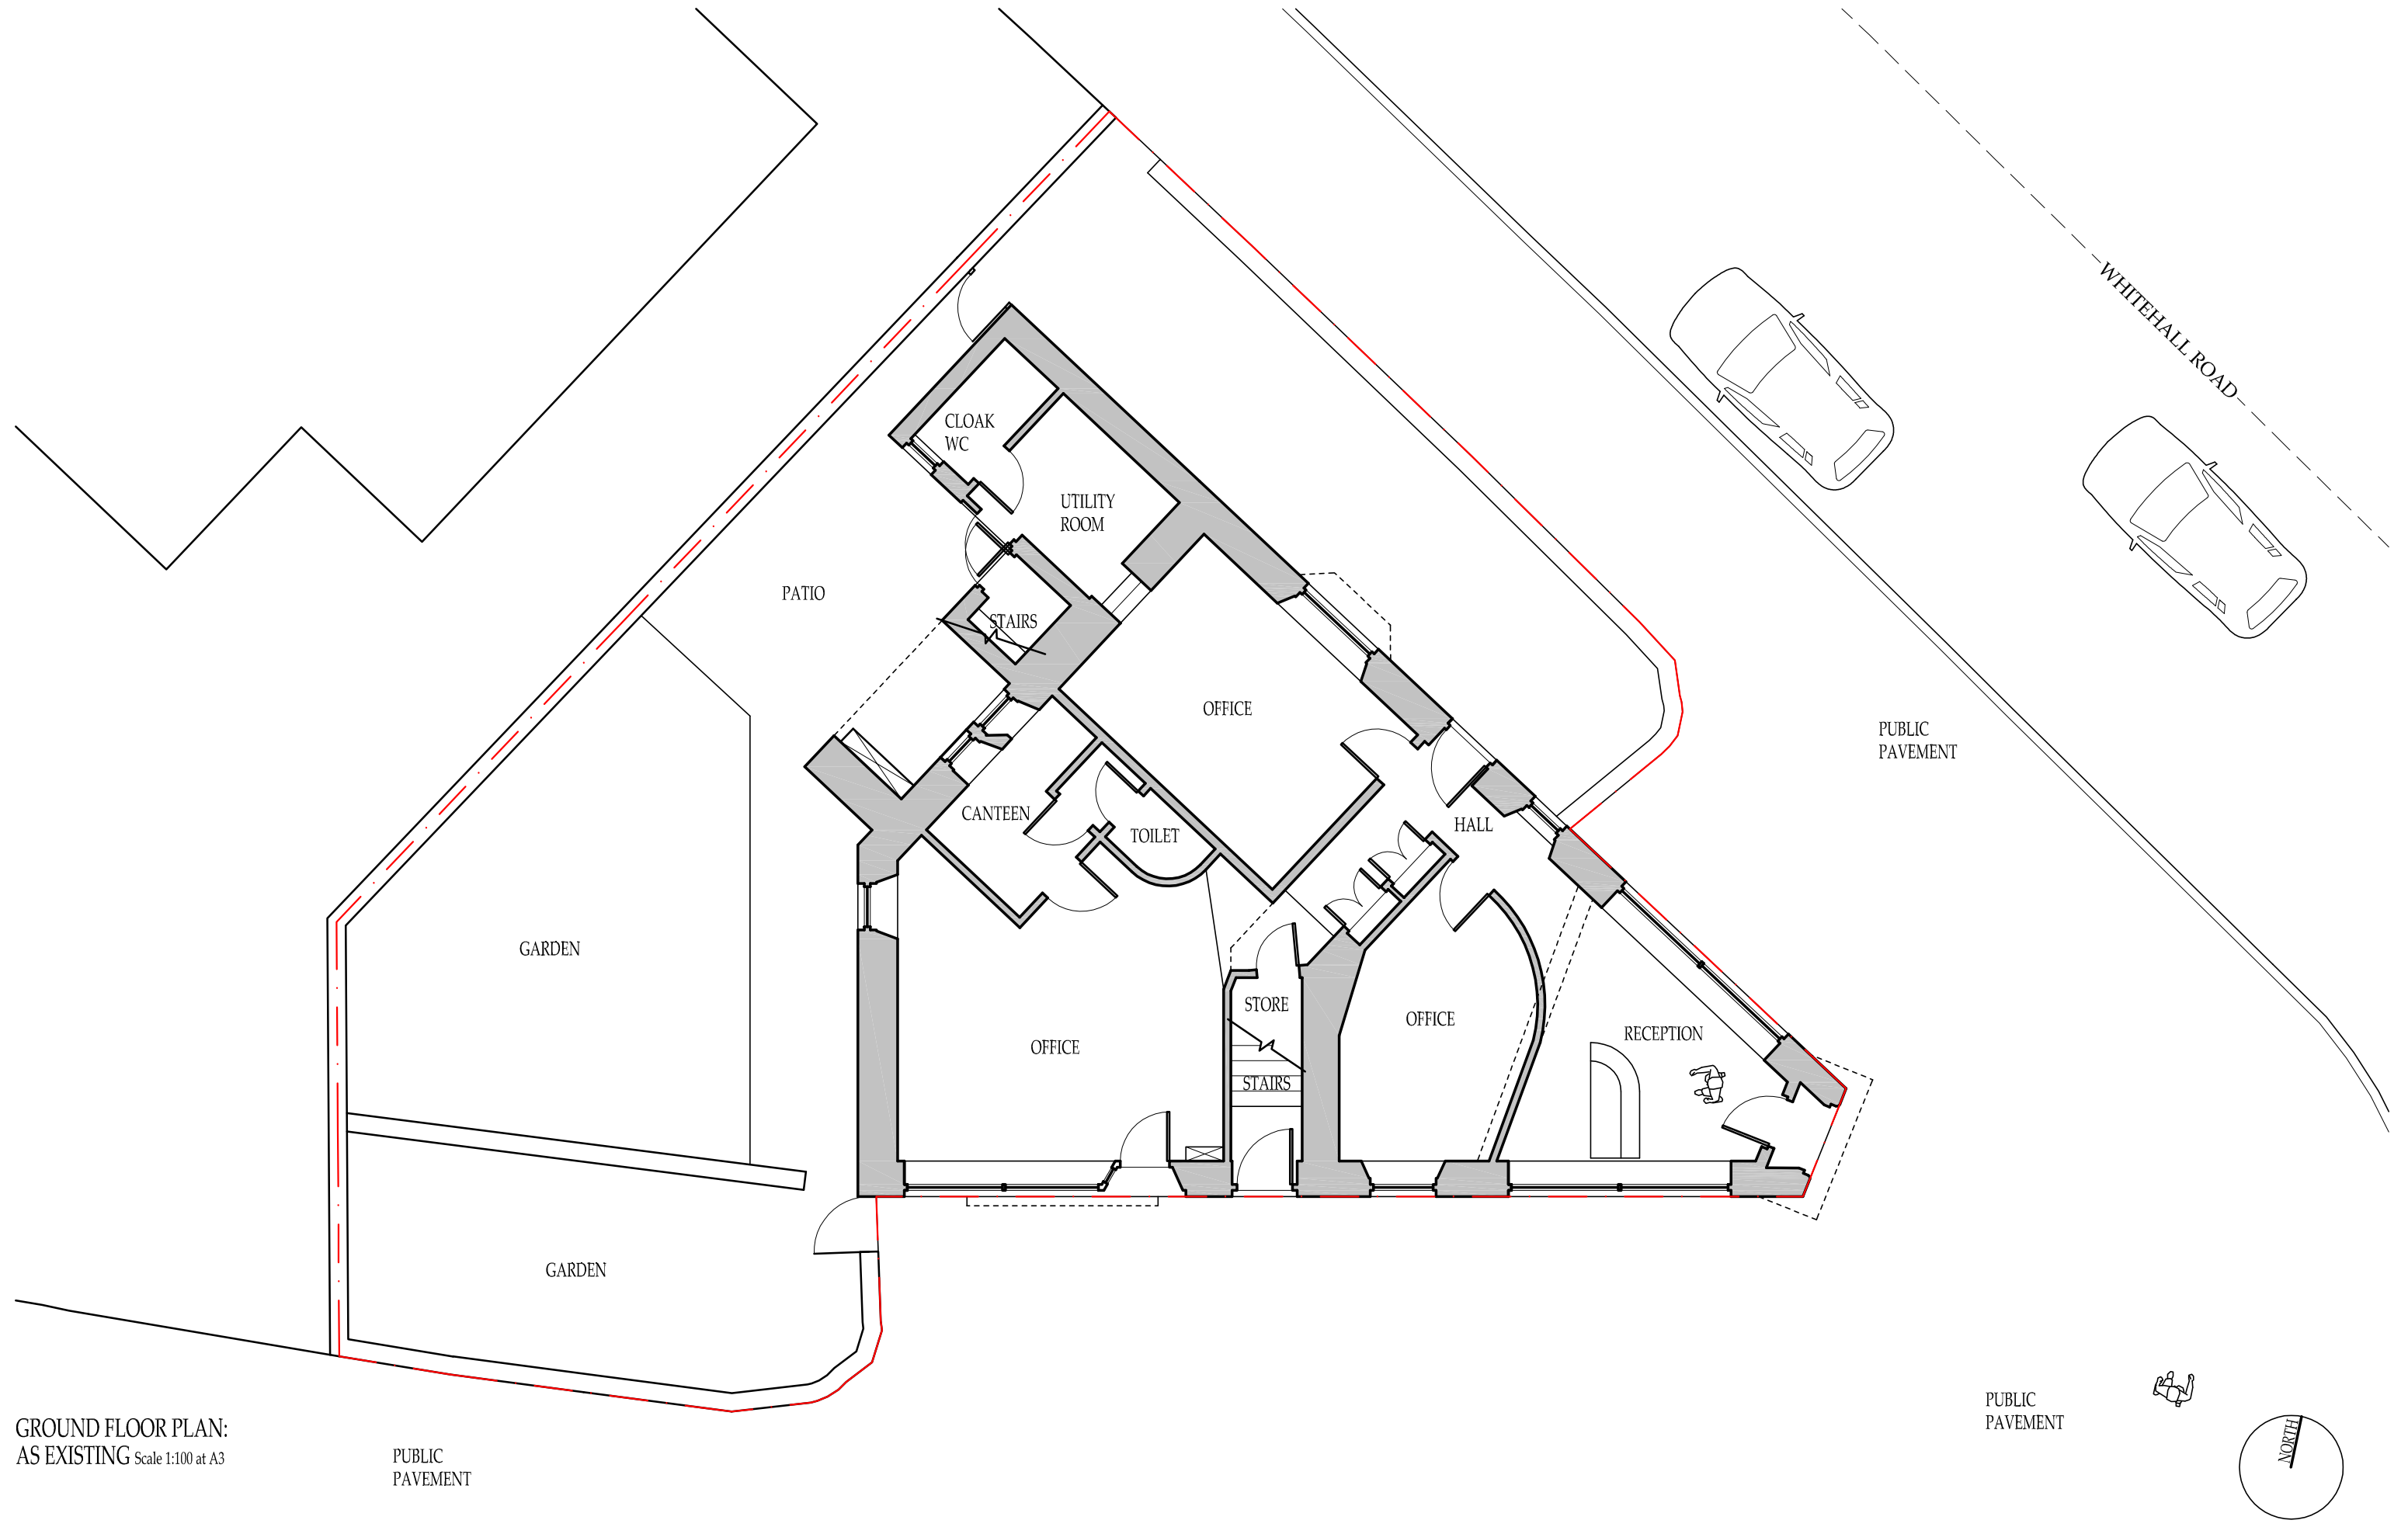 WHITEHALL ROAD
CLOAK
WC
UTILITY
ROOM
PATIO
STAIRS
OFFICE
PUBLIC
PAVEMENT
CANTEEN
TOILET
HALL
GARDEN
STORE
OFFICE
RECEPTION
OFFICE
STAIRS
GARDEN
PUBLIC
PAVEMENT
GROUND FLOOR PLAN:
AS EXISTING Scale 1:100 at A3
PUBLIC
PAVEMENT
NORTH